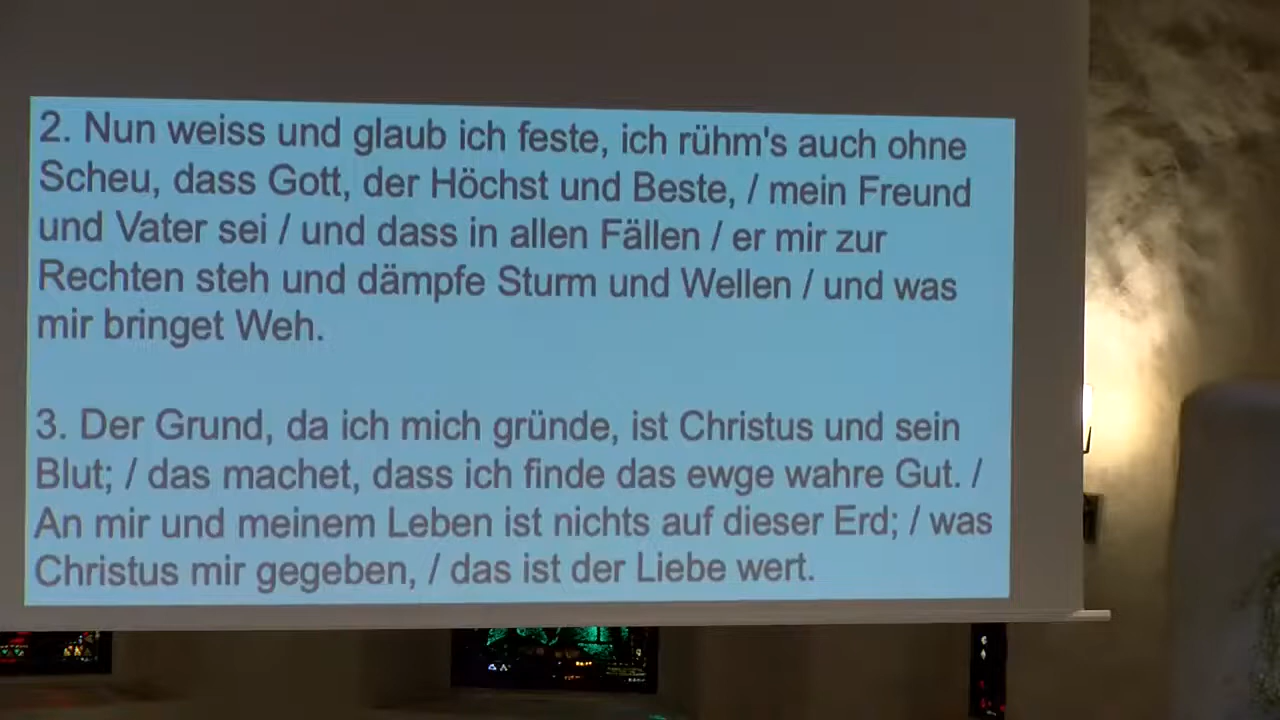 2. Nun weiss und glaub ich feste, ich rühm's auch ohne
Scheu, dass Gott, der Höchst und Beste, / mein Freund
und Vater sei / und dass in allen Fällen / er mir zur
Rechten steh und dämpfe Sturm und Wellen / und was
mir bringet Weh.
3. Der Grund, da ich mich gründe, ist Christus und sein
Blut; / das machet, dass ich finde das ewge wahre Gut. /
An mir und meinem Leben ist nichts auf dieser Erd; / was
Christus mir gegeben, / das ist der Liebe wert.